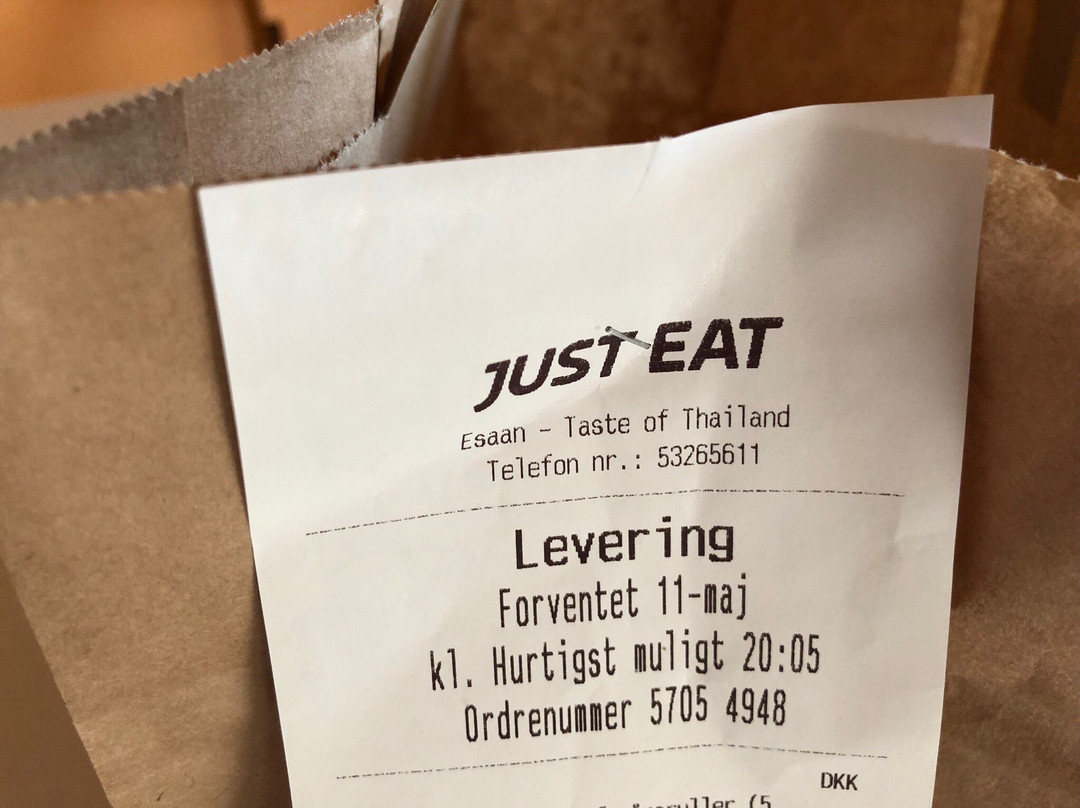 JUST EAT
Esaan - Taste of Thailand
Telefon nr.: 53265611
Levering
Forventet 11-maj
kl. Hurtigst muligt 20:05
Ordrenummer 5705 4948
DKK
(5